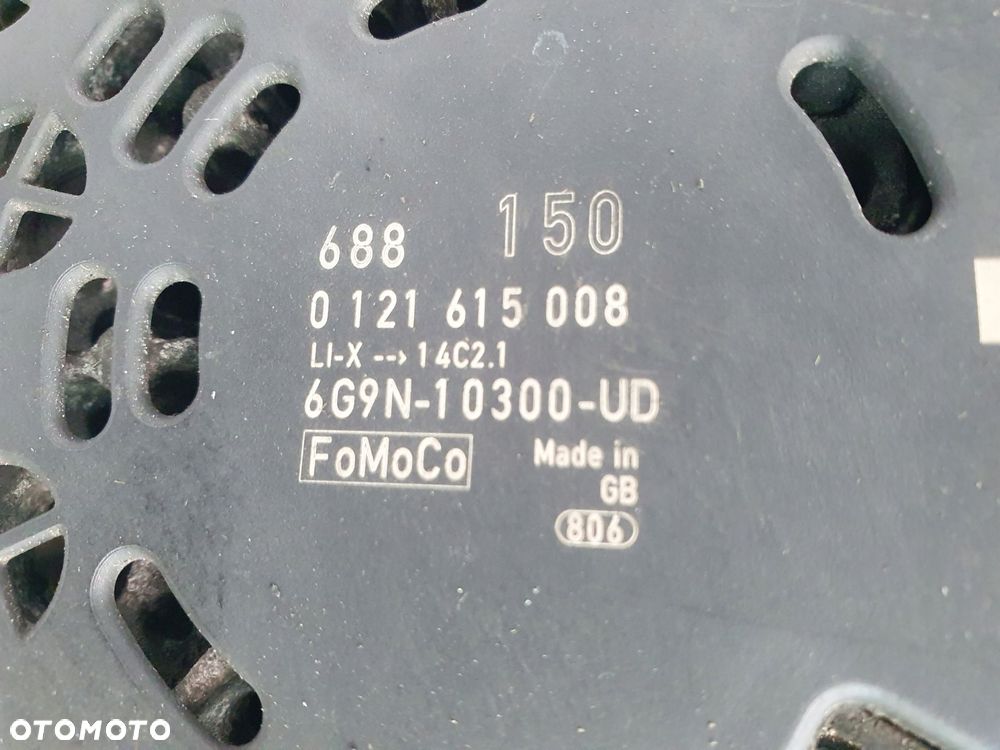 688 150
0 121 615 008
LI-X --> 14C2.1
6G9N-10300-UD
FoMoCo
Made in
GB
806
OTOMOTO